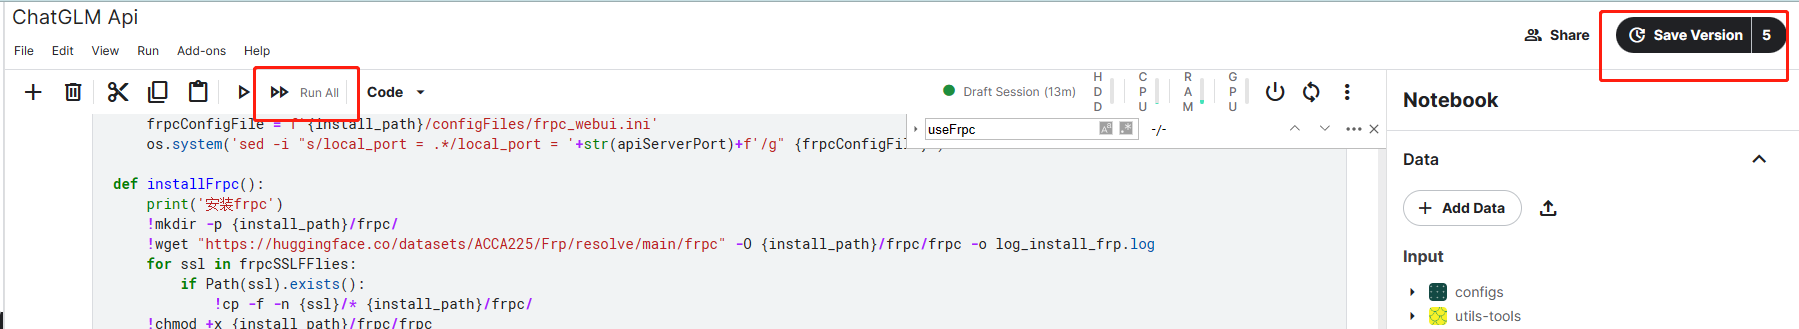 ChatGLM Api
File Edit View Run Add-ons Help
Share
Save Version 5
Run All
Code
Draft Session (13m)
HDD
CPU
RAM
GPU
frpcConfigFile = f'{install_path}/configFiles/frpc_webui.ini'
os.system('sed -i "s/local_port = .*/local_port = '+str(apiServerPort)+f'/g" {frpcConfigFil
useFrpc
-/-
def installFrpc():
print('安装frpc')
!mkdir -p {install_path}/frpc/
!wget "https://huggingface.co/datasets/ACCA225/Frp/resolve/main/frpc" -O {install_path}/frpc/frpc -o log_install_frp.log
for ssl in frpcSSLFFlies:
if Path(ssl).exists():
!cp -f -n {ssl}/* {install_path}/frpc/
!chmod +x {install_path}/frpc/frpc
Notebook
Data
+ Add Data
Input
configs
utils-tools